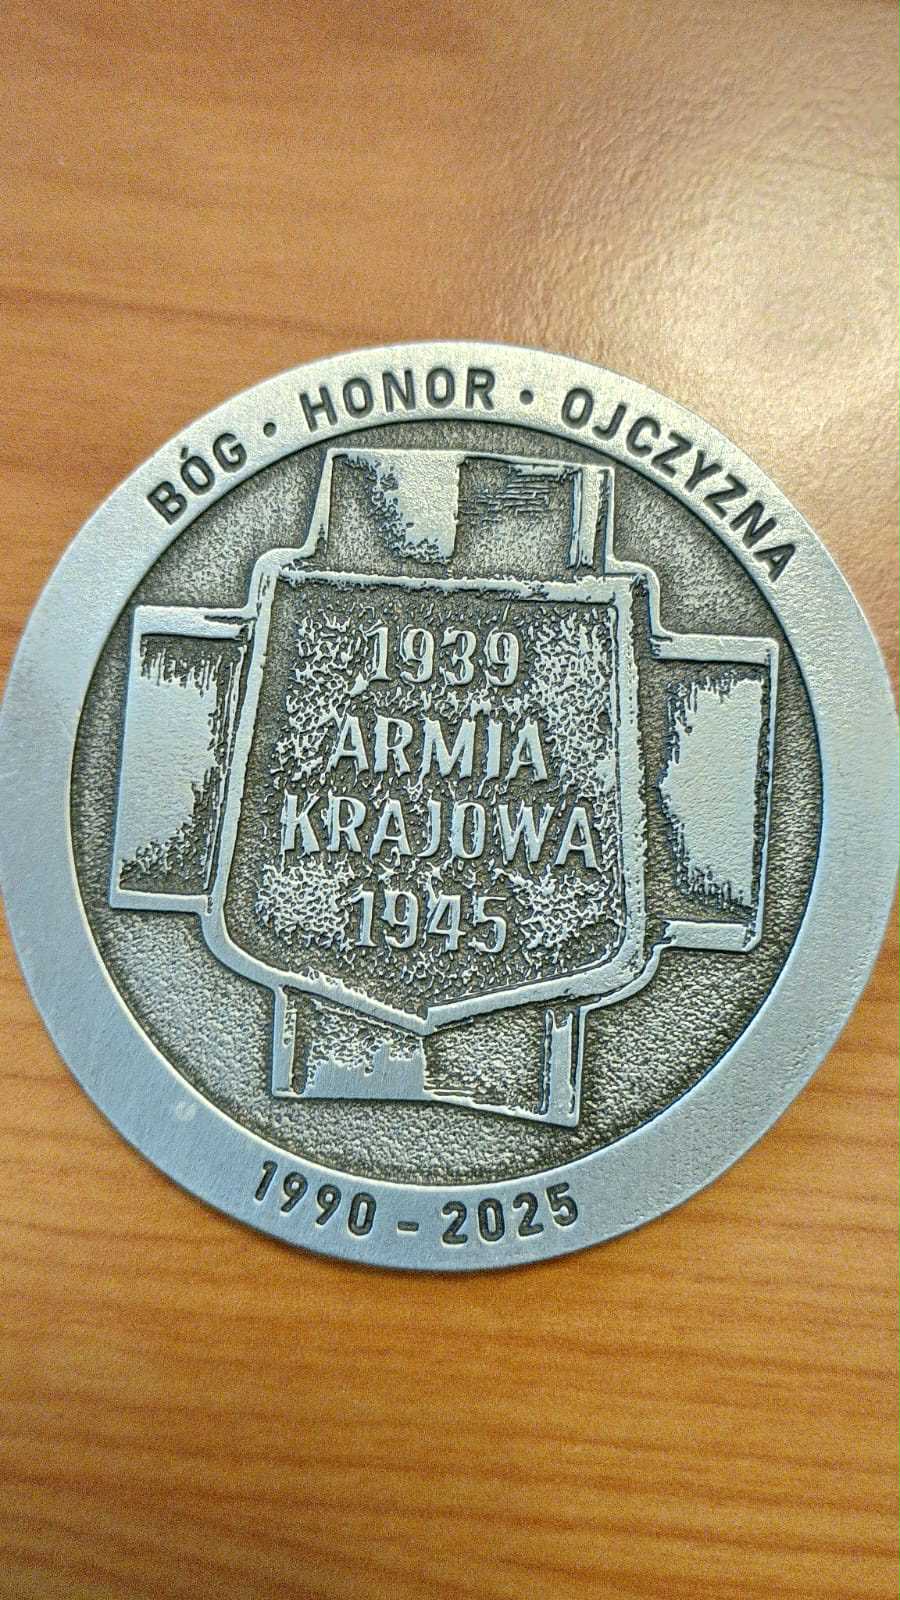 BÓG · HONOR · OJCZYZNA
1939
ARMIA
KRAJOWA
1945
1990 - 2025